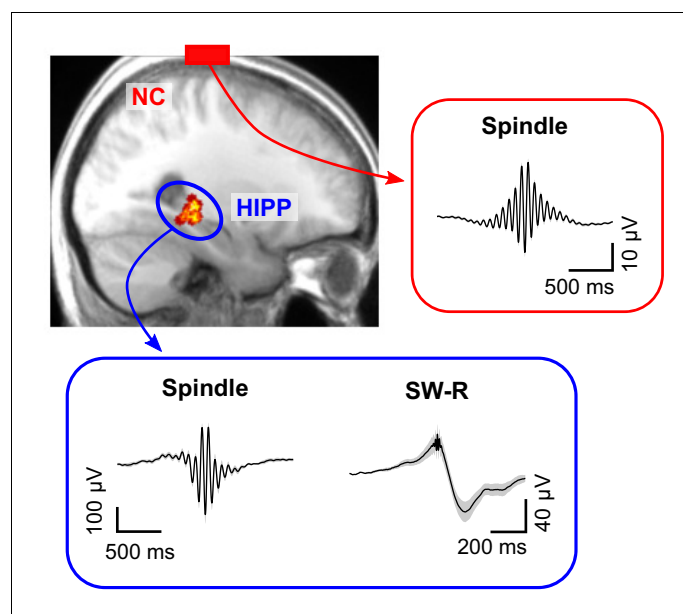 NC
HIPP
Spindle
10 µV
500 ms
Spindle
SW-R
100 µV
500 ms
40 µV
200 ms